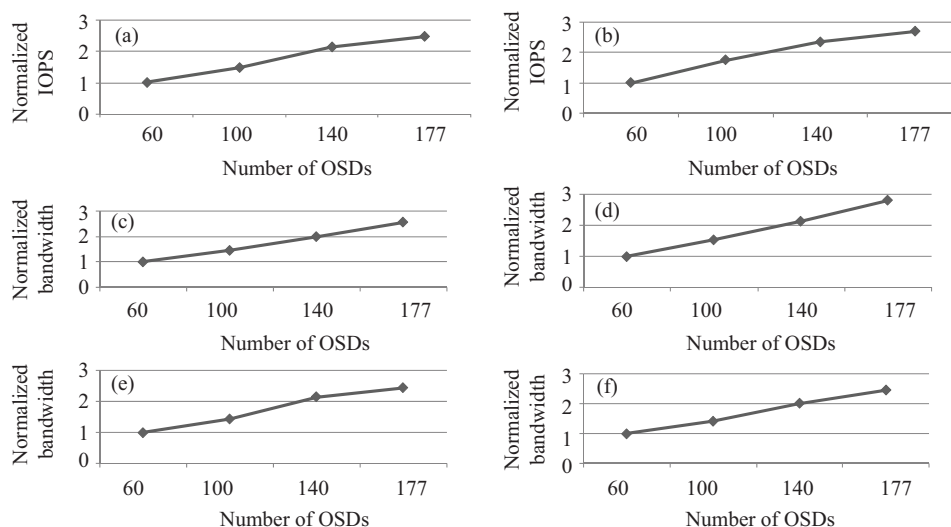 (a)
Normalized
IOPS
3
2
1
0
60 100 140 177
Number of OSDs
(b)
Normalized
IOPS
3
2
1
0
60 100 140 177
Number of OSDs
(c)
Normalized
bandwidth
3
2
1
0
60 100 140 177
Number of OSDs
(d)
Normalized
bandwidth
3
2
1
0
60 100 140 177
Number of OSDs
(e)
Normalized
bandwidth
3
2
1
0
60 100 140 177
Number of OSDs
(f)
Normalized
bandwidth
3
2
1
0
60 100 140 177
Number of OSDs